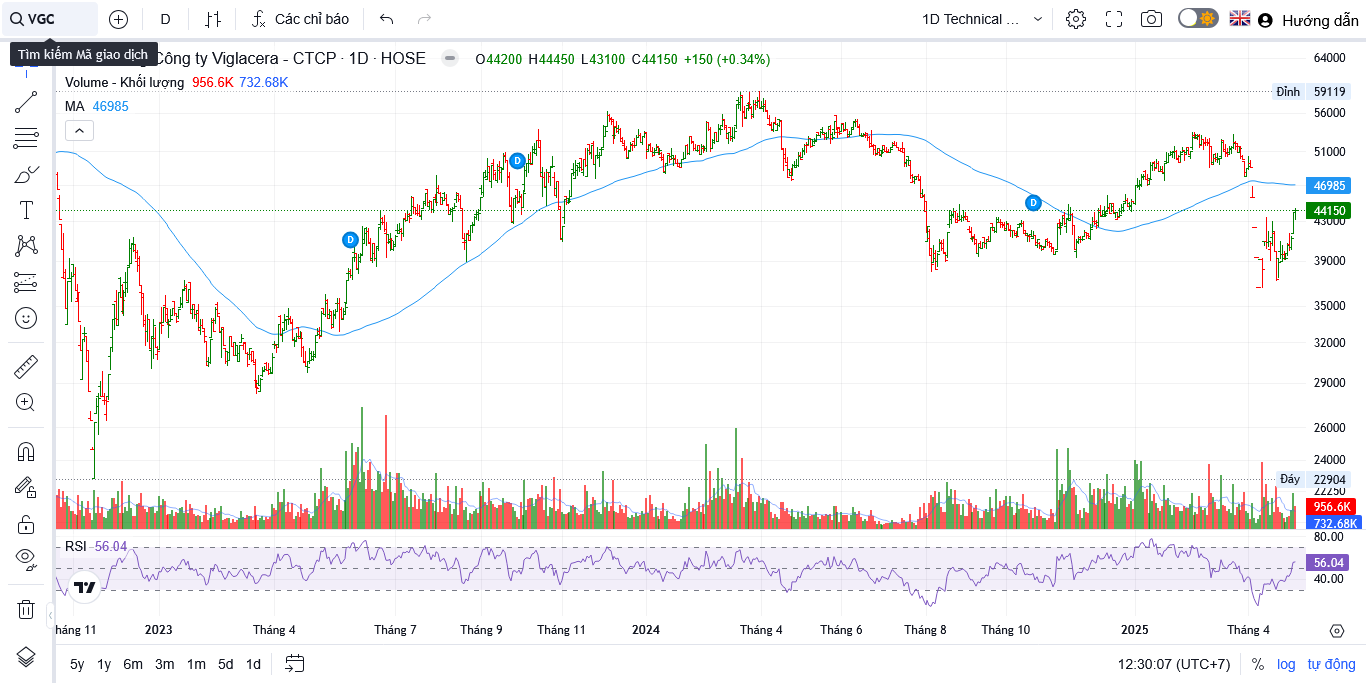 VGC
D
Các chỉ báo
1D Technical ...
Hướng dẫn
Tìm kiếm Mã giao dịch
Công ty Viglacera - CTCP · 1D · HOSE
O44200 H44450 L43100 C44150 +150 (+0.34%)
Volume - Khối lượng 956.6K 732.68K
MA 46985
64000
Đỉnh 59119
56000
51000
46985
44150
43000
39000
35000
32000
29000
26000
24000
Đáy 22904
22250
956.6K
732.68K
D
D
D
RSI 56.04
80.00
56.04
40.00
háng 11 2023 Tháng 4 Tháng 7 Tháng 9 Tháng 11 2024 Tháng 4 Tháng 6 Tháng 8 Tháng 10 2025 Tháng 4
5y 1y 6m 3m 1m 5d 1d
12:30:07 (UTC+7) % log tự động